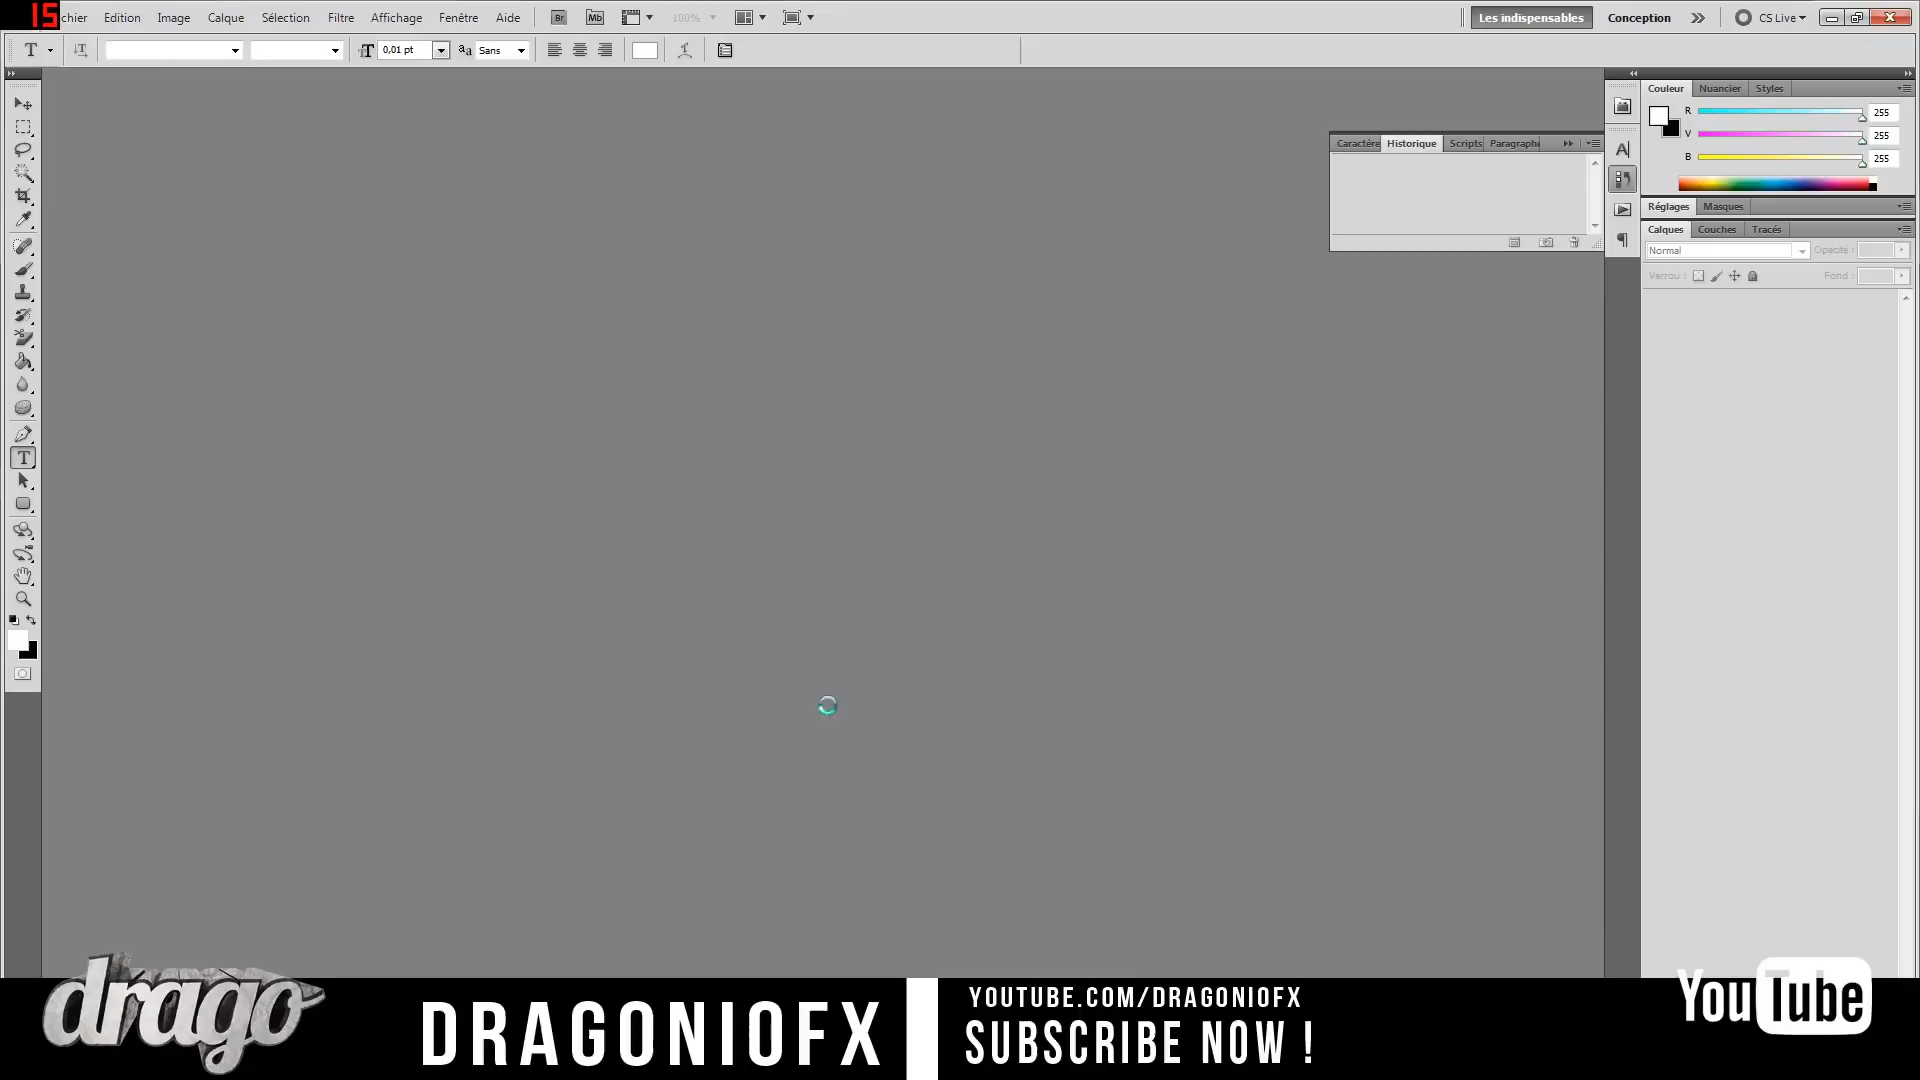 15
chier Edition Image Calque Sélection Filtre Affichage Fenêtre Aide Br Mb 100% Les indispensables Conception CS Live
T T 0,01 pt aa Sans
Couleur Nuancier Styles
R 255
V 255
B 255
Caractère Historique Scripts Paragraphe
A
Réglages Masques
Calques Couches Tracés
Normal Opacité :
Verrou : Fond :
T
drago
DRAGONIOFX
YOUTUBE.COM/DRAGONIOFX
SUBSCRIBE NOW !
YouTube